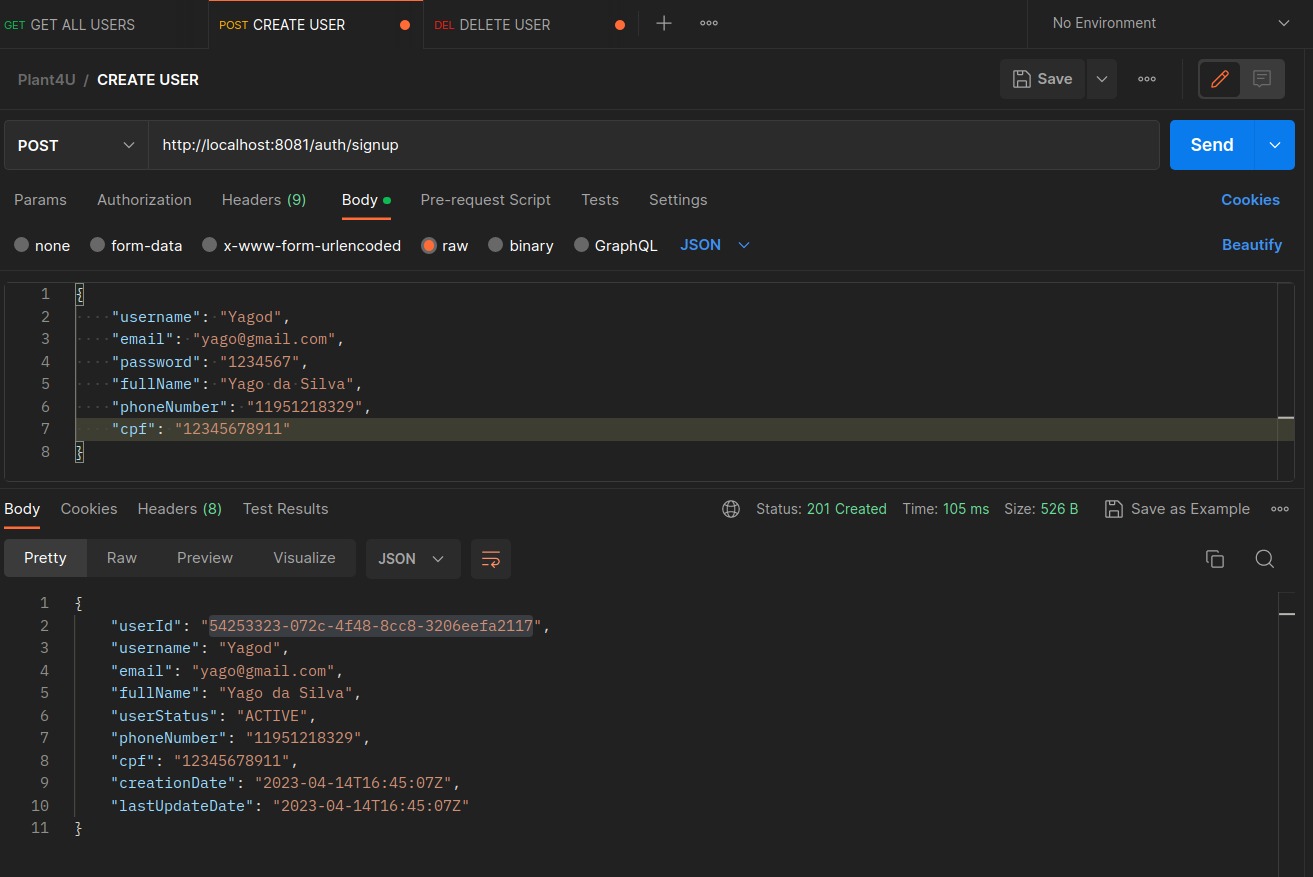 GET GET ALL USERS POST CREATE USER DEL DELETE USER No Environment
Plant4U / CREATE USER Save
POST http://localhost:8081/auth/signup Send
Params Authorization Headers (9) Body Pre-request Script Tests Settings Cookies
none form-data x-www-form-urlencoded raw binary GraphQL JSON Beautify
1 {
2 "username": "Yagod",
3 "email": "yago@gmail.com",
4 "password": "1234567",
5 "fullName": "Yago da Silva",
6 "phoneNumber": "11951218329",
7 "cpf": "12345678911"
8 }
Body Cookies Headers (8) Test Results Status: 201 Created Time: 105 ms Size: 526 B Save as Example
Pretty Raw Preview Visualize JSON
1 {
2 "userId": "54253323-072c-4f48-8cc8-3206eefa2117",
3 "username": "Yagod",
4 "email": "yago@gmail.com",
5 "fullName": "Yago da Silva",
6 "userStatus": "ACTIVE",
7 "phoneNumber": "11951218329",
8 "cpf": "12345678911",
9 "creationDate": "2023-04-14T16:45:07Z",
10 "lastUpdateDate": "2023-04-14T16:45:07Z"
11 }